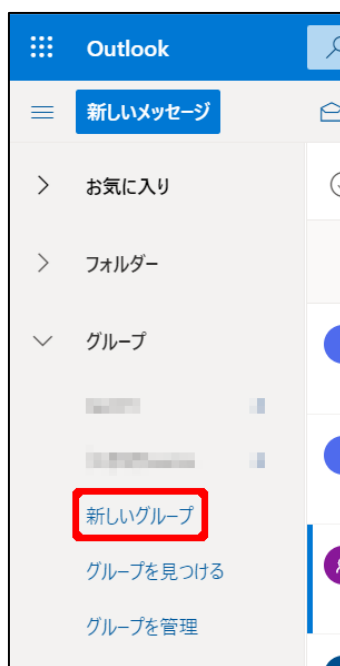 Outlook
新しいメッセージ
お気に入り
フォルダー
グループ
新しいグループ
グループを見つける
グループを管理